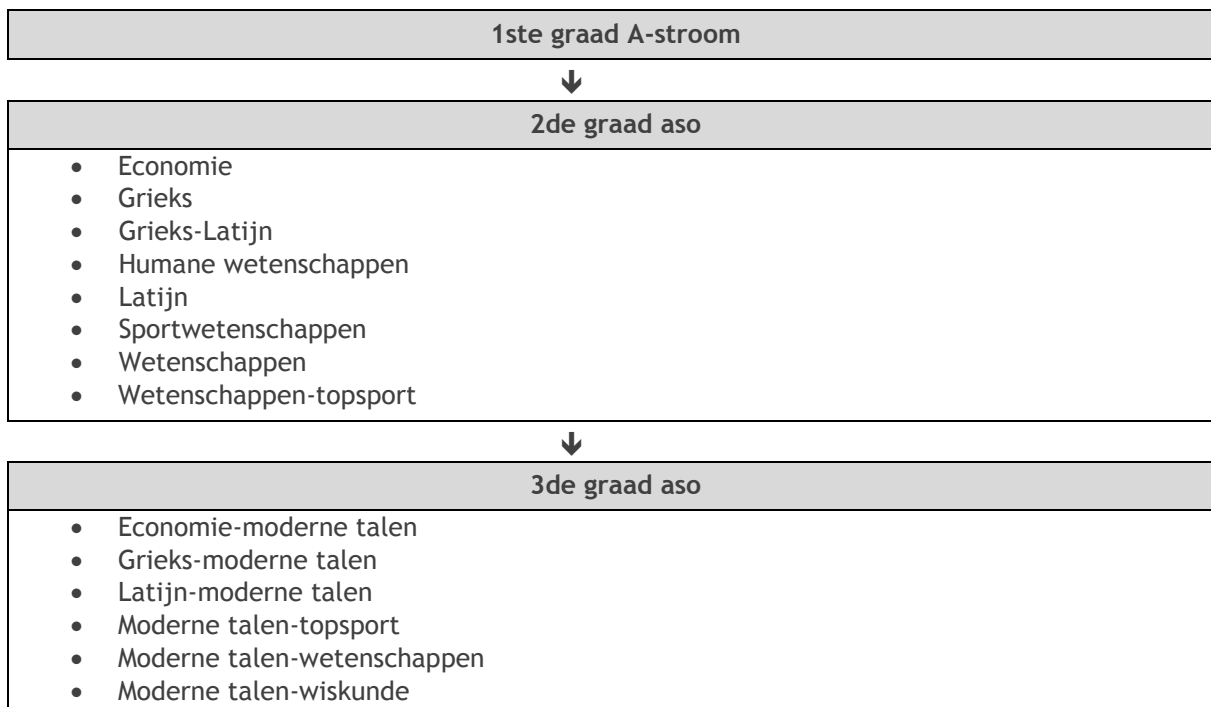 1ste graad A-stroom
🡻
2de graad aso
• Economie
• Grieks
• Grieks-Latijn
• Humane wetenschappen
• Latijn
• Sportwetenschappen
• Wetenschappen
• Wetenschappen-topsport
🡻
3de graad aso
• Economie-moderne talen
• Grieks-moderne talen
• Latijn-moderne talen
• Moderne talen-topsport
• Moderne talen-wetenschappen
• Moderne talen-wiskunde